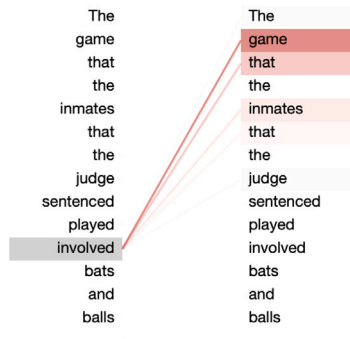 The The
game game
that that
the the
inmates inmates
that that
the the
judge judge
sentenced sentenced
played played
involved involved
bats bats
and and
balls balls